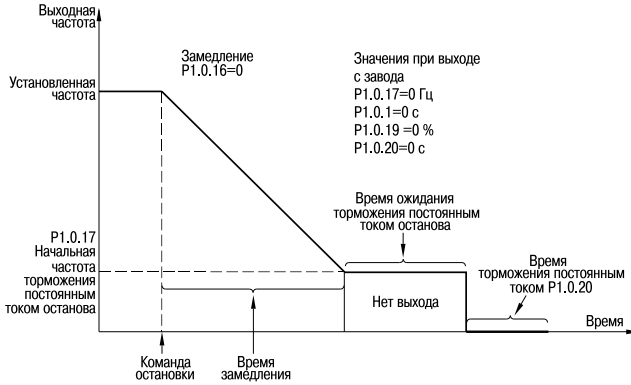 Выходная
частота
Замедление
P1.0.16=0
Значения при выходе
с завода
P1.0.17=0 Гц
P1.0.1=0 с
P1.0.19 =0 %
P1.0.20=0 с
Установленная
частота
Время ожидания
торможения постоянным
током останова
P1.0.17
Начальная
частота
торможения
постоянным
током останова
Время
торможения постоянным
током P1.0.20
Нет выхода
Время
Команда
остановки
Время
замедления